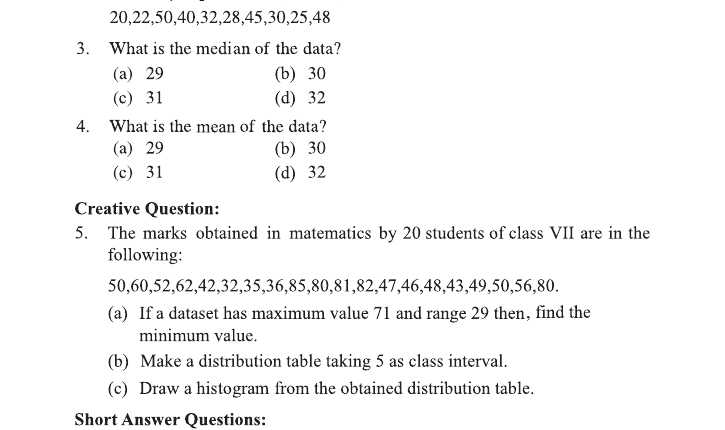 20,22,50,40,32,28,45,30,25,48
3. What is the median of the data?
(a) 29 (b) 30
(c) 31 (d) 32
4. What is the mean of the data?
(a) 29 (b) 30
(c) 31 (d) 32
Creative Question:
5. The marks obtained in matematics by 20 students of class VII are in the
following:
50,60,52,62,42,32,35,36,85,80,81,82,47,46,48,43,49,50,56,80.
(a) If a dataset has maximum value 71 and range 29 then, find the
minimum value.
(b) Make a distribution table taking 5 as class interval.
(c) Draw a histogram from the obtained distribution table.
Short Answer Questions: